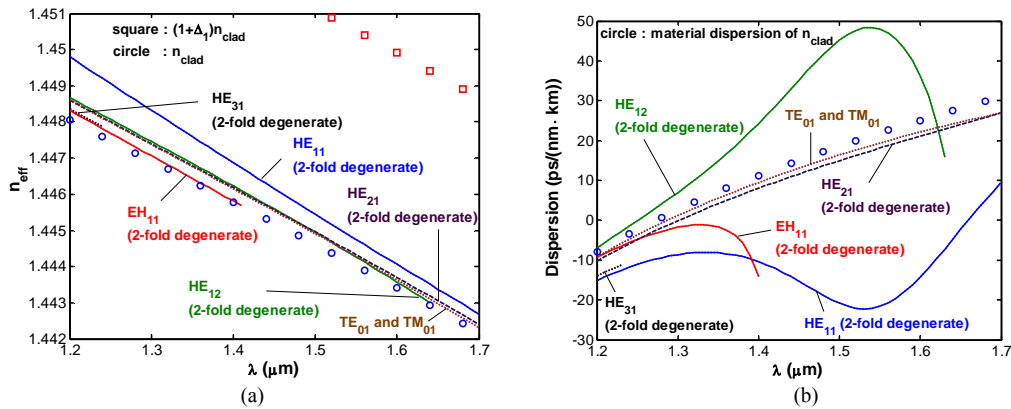 (a)
1.451
1.45
1.449
1.448
1.447
1.446
1.445
1.444
1.443
1.442
n_eff
square : (1+Δ₁)n_clad
circle : n_clad
HE₃₁
(2-fold degenerate)
HE₁₁
(2-fold degenerate)
HE₂₁
(2-fold degenerate)
EH₁₁
(2-fold degenerate)
HE₁₂
(2-fold degenerate)
TE₀₁ and TM₀₁
1.2 1.3 1.4 1.5 1.6 1.7
λ (μm)
(a)
(b)
50
40
30
20
10
0
-10
-20
-30
Dispersion (ps/(nm· km))
circle : material dispersion of n_clad
HE₁₂
(2-fold degenerate)
TE₀₁ and TM₀₁
HE₂₁
(2-fold degenerate)
EH₁₁
(2-fold degenerate)
HE₃₁
(2-fold degenerate)
HE₁₁ (2-fold degenerate)
1.2 1.3 1.4 1.5 1.6 1.7
λ (μm)
(b)